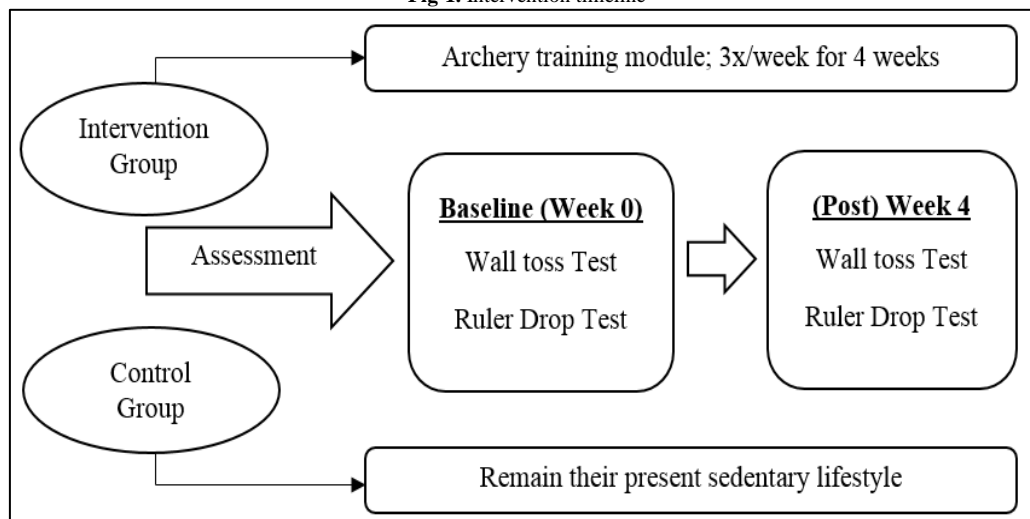 Fig 1. Intervention timeline
Archery training module; 3x/week for 4 weeks
Intervention
Group
Assessment
Baseline (Week 0)
Wall toss Test
Ruler Drop Test
(Post) Week 4
Wall toss Test
Ruler Drop Test
Control
Group
Remain their present sedentary lifestyle